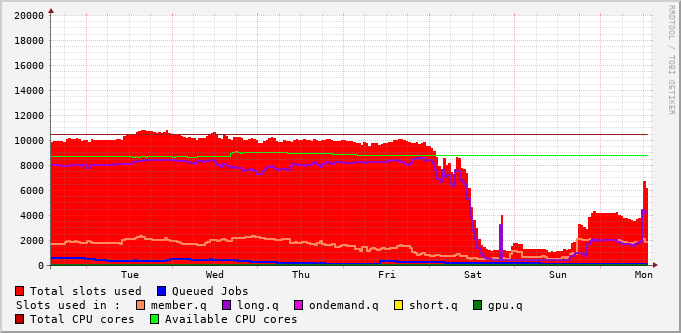 RRDTOOL / TOBI OETIKER
20000
18000
16000
14000
12000
10000
8000
6000
4000
2000
0
Tue Wed Thu Fri Sat Sun Mon
Total slots used Queued Jobs
Slots used in : member.q long.q ondemand.q short.q gpu.q
Total CPU cores Available CPU cores